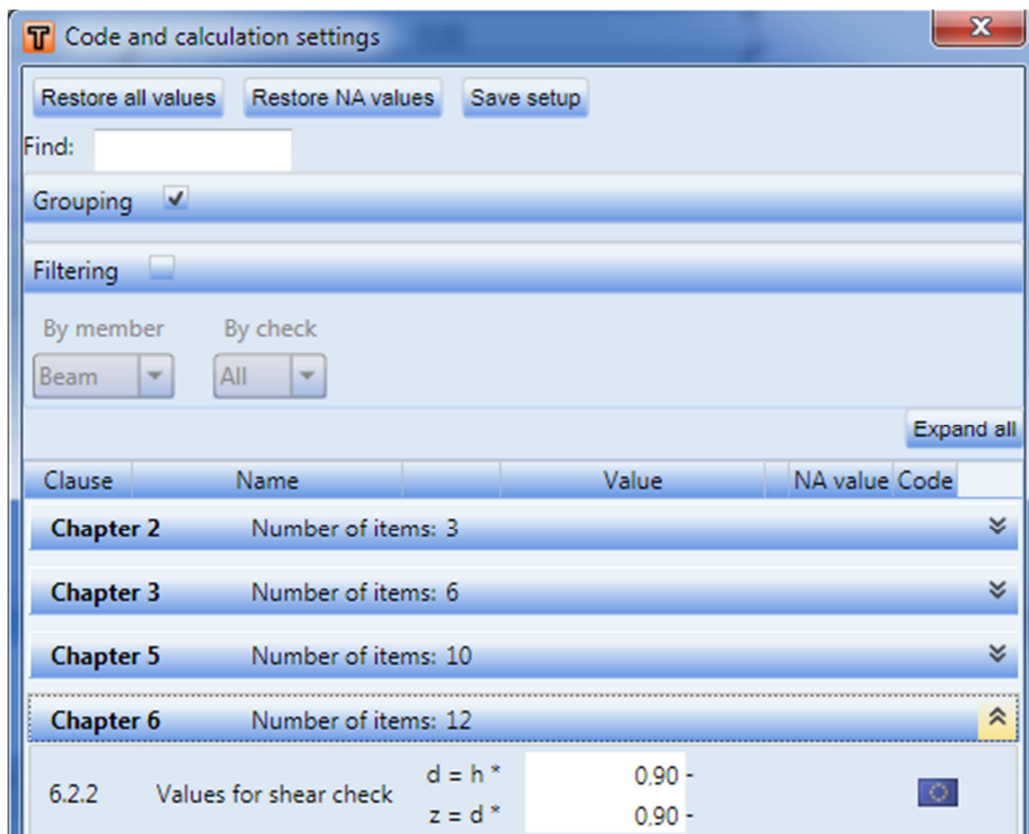 Code and calculation settings
Restore all values Restore NA values Save setup
Find:
Grouping
Filtering
By member By check
Beam All
Expand all
Clause Name Value NA value Code
Chapter 2 Number of items: 3
Chapter 3 Number of items: 6
Chapter 5 Number of items: 10
Chapter 6 Number of items: 12
6.2.2 Values for shear check d = h * 0,90 -
z = d * 0,90 -